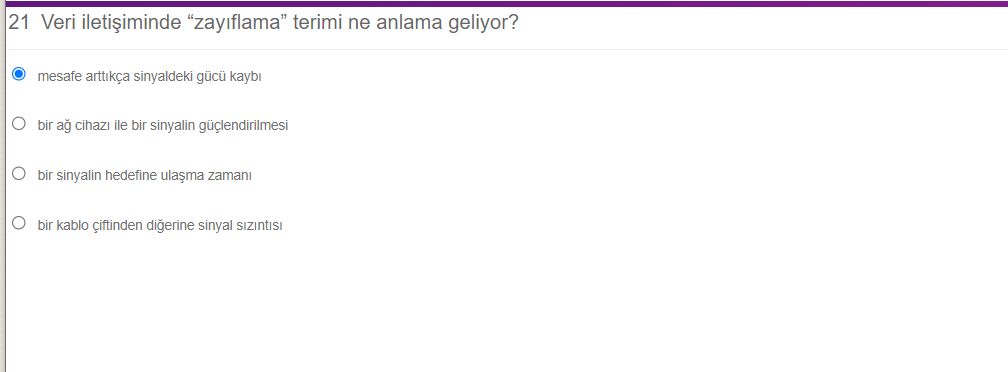 21 Veri iletişiminde “zayıflama” terimi ne anlama geliyor?
mesafe arttıkça sinyaldeki gücü kaybı
bir ağ cihazı ile bir sinyalin güçlendirilmesi
bir sinyalin hedefine ulaşma zamanı
bir kablo çiftinden diğerine sinyal sızıntısı